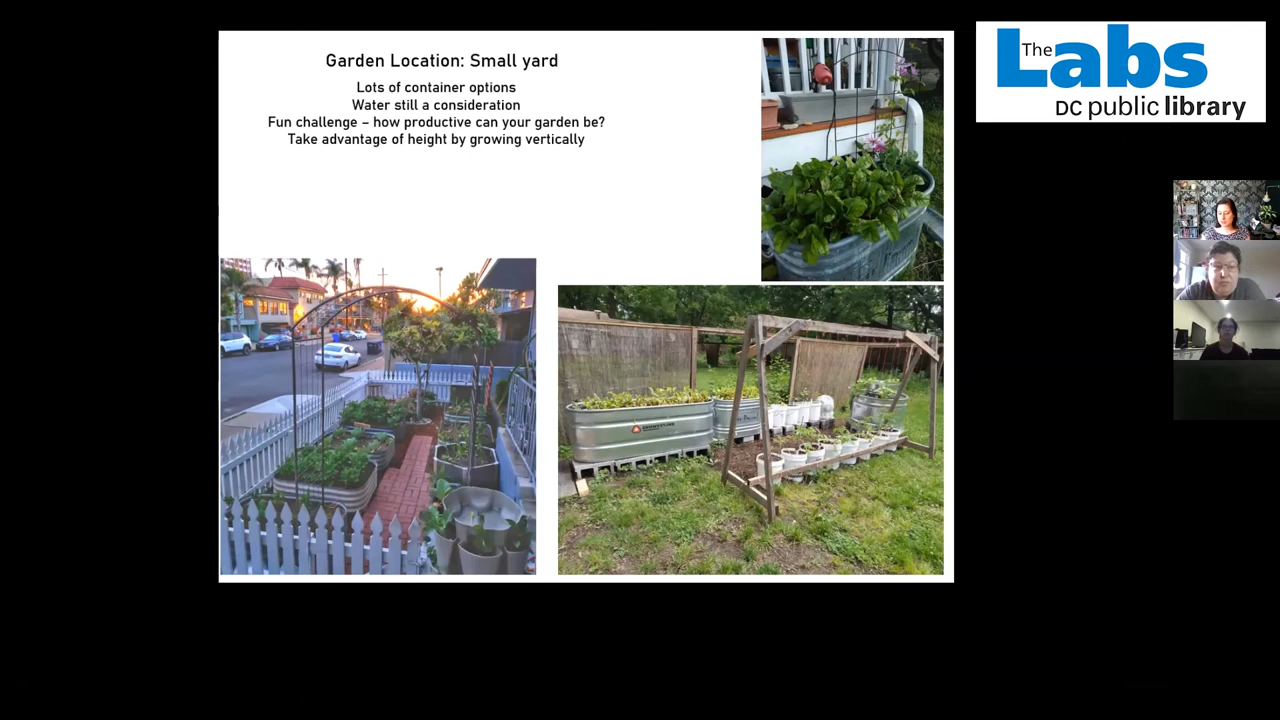 Garden Location: Small yard
Lots of container options
Water still a consideration
Fun challenge – how productive can your garden be?
Take advantage of height by growing vertically
The Labs
DC public library